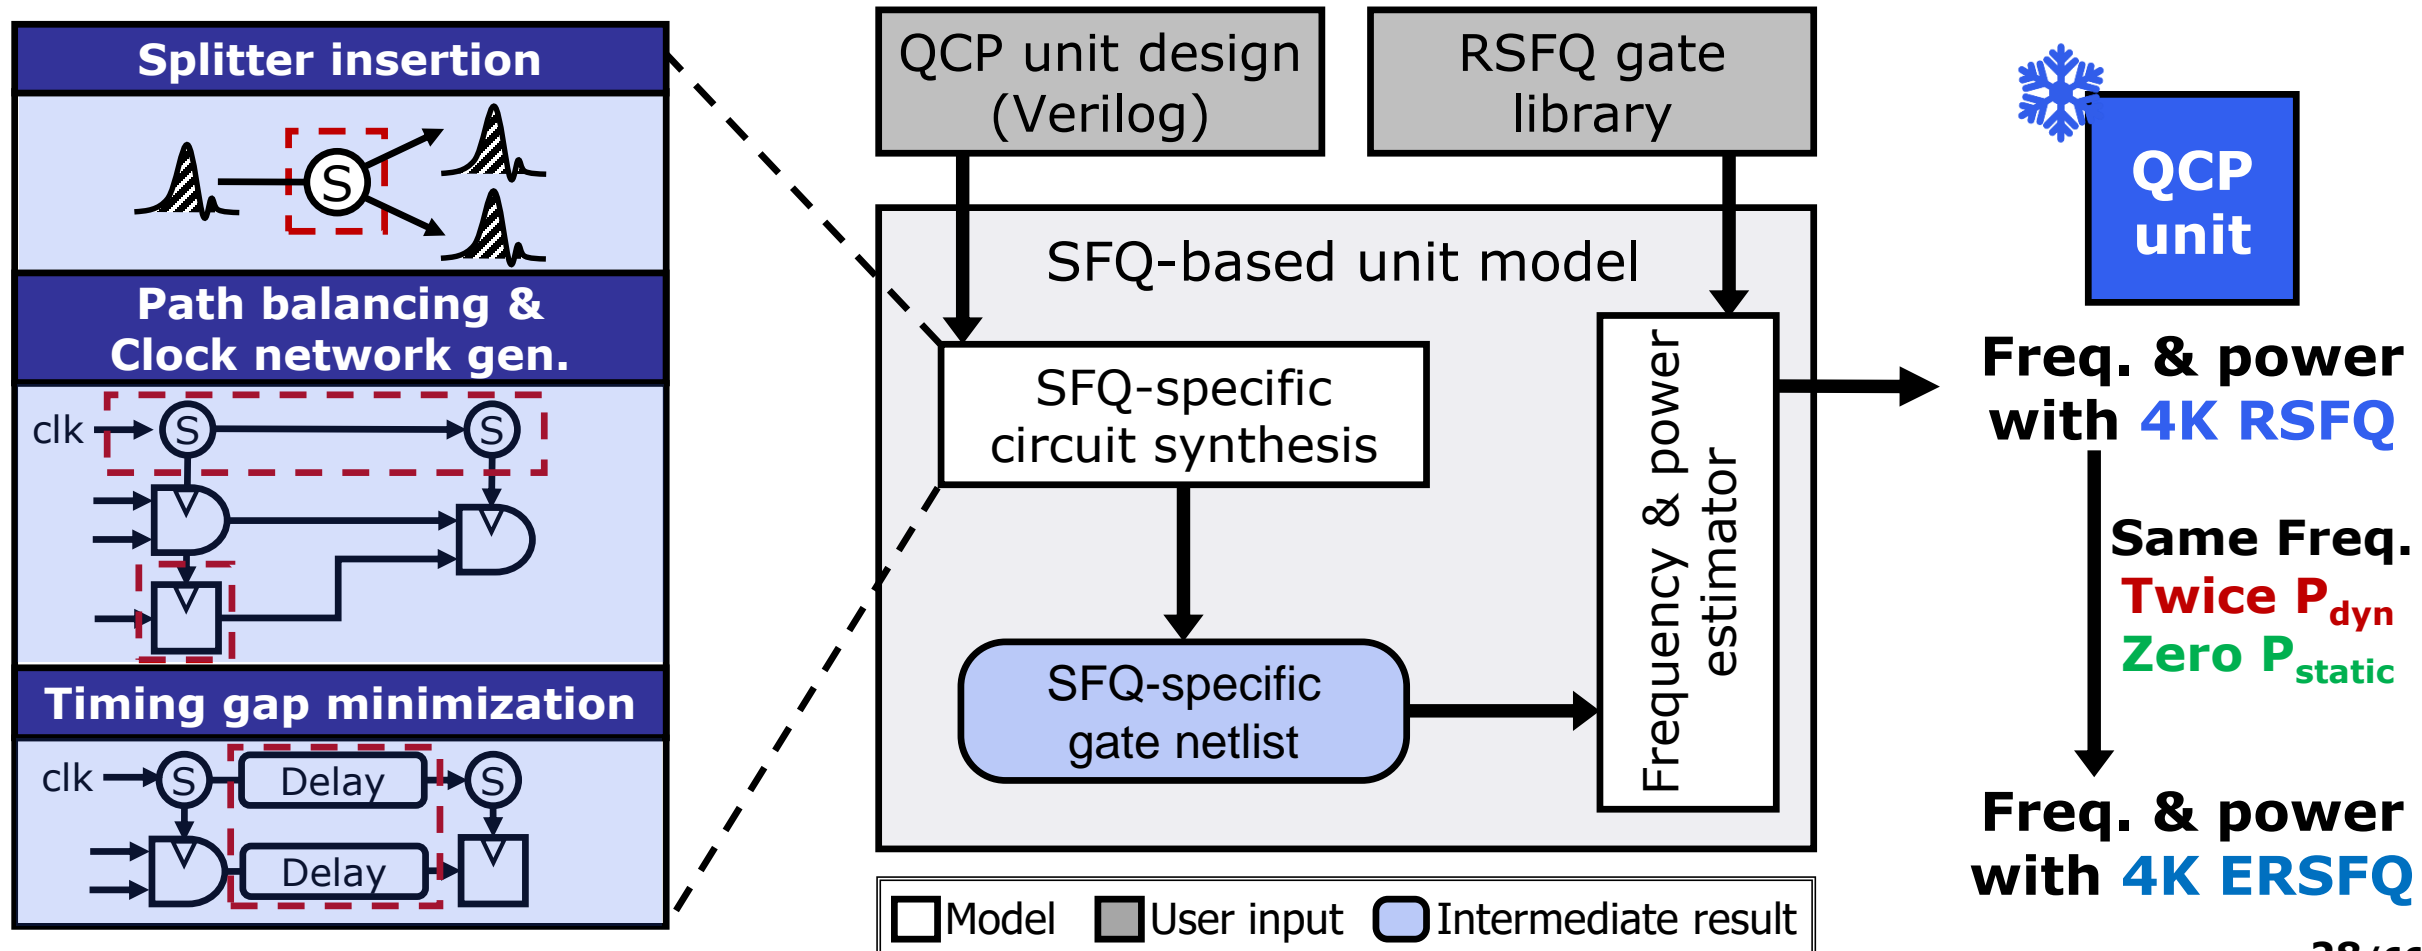 Splitter insertion
S
Path balancing &
Clock network gen.
clk
S
S
Timing gap minimization
clk
S
Delay
S
Delay
QCP unit design
(Verilog)
RSFQ gate
library
SFQ-based unit model
SFQ-specific
circuit synthesis
SFQ-specific
gate netlist
Frequency & power
estimator
Model
User input
Intermediate result
QCP
unit
Freq. & power
with 4K RSFQ
Same Freq.
Twice Pdyn
Zero Pstatic
Freq. & power
with 4K ERSFQ